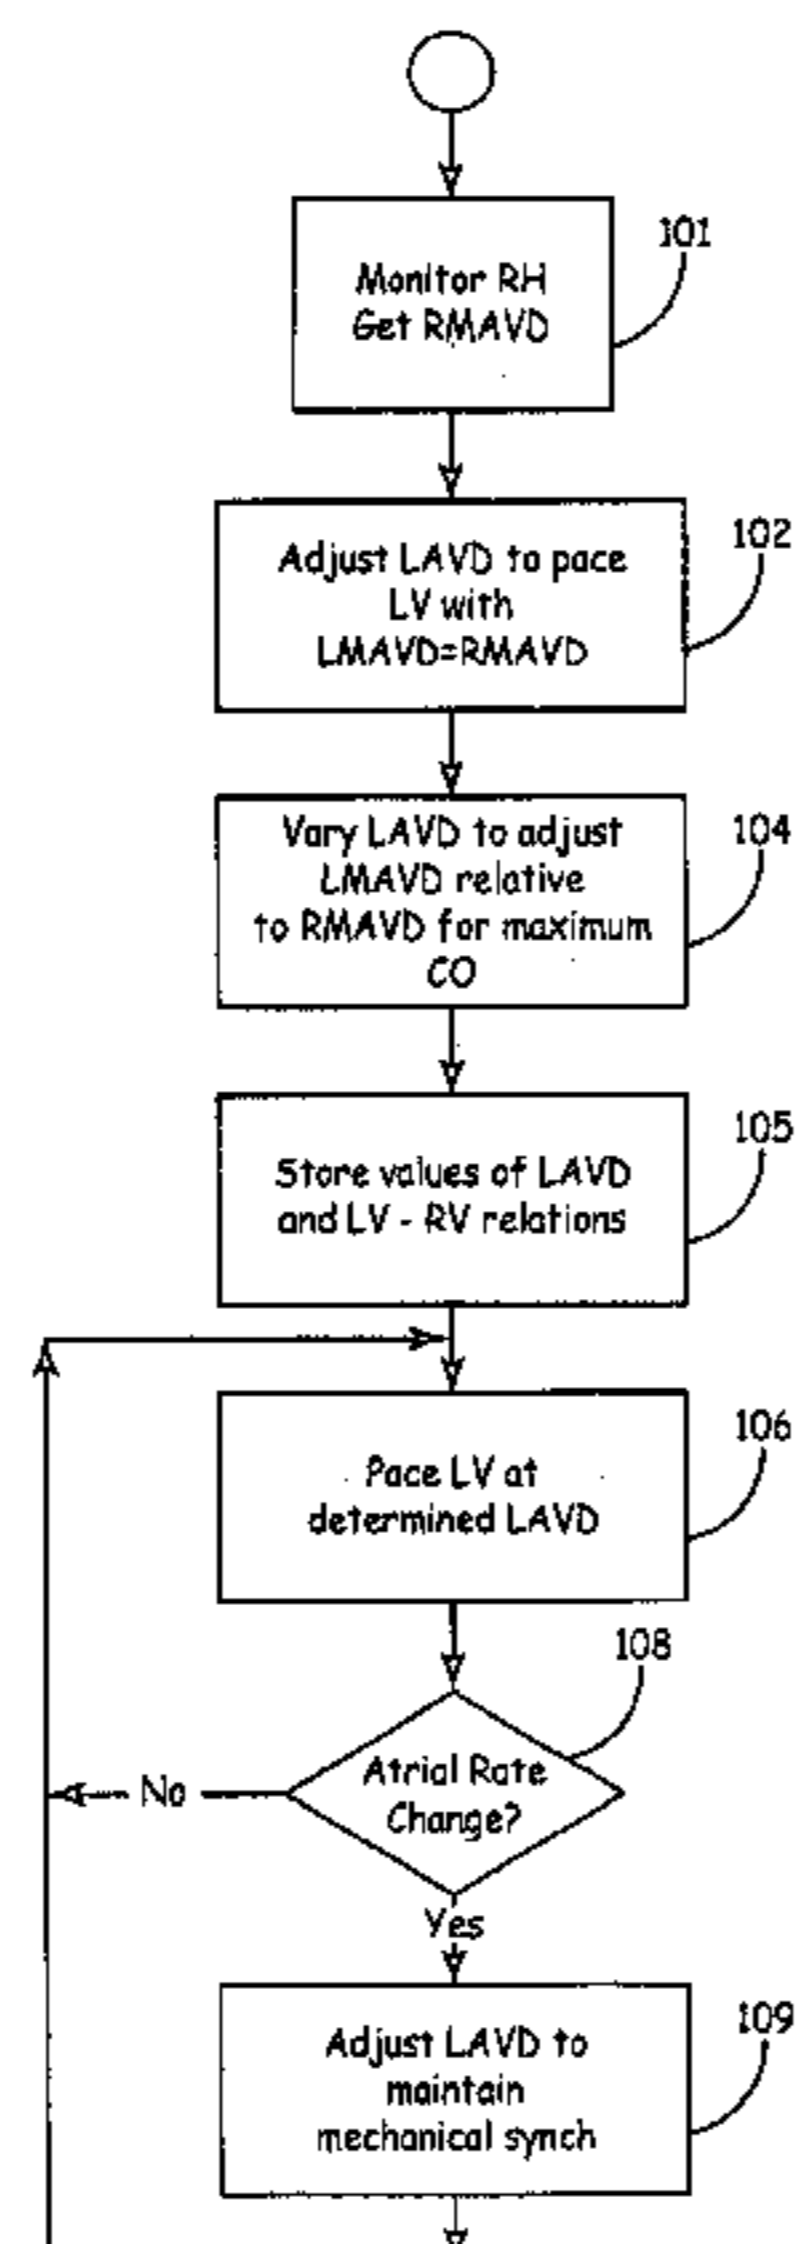 Monitor RH
Get RMAVD
101
Adjust LAVD to pace
LV with
LMAVD=RMAVD
102
Vary LAVD to adjust
LMAVD relative
to RMAVD for maximum
CO
104
Store values of LAVD
and LV - RV relations
105
Pace LV at
determined LAVD
106
108
Atrial Rate
Change?
No
Yes
Adjust LAVD to
maintain
mechanical synch
109